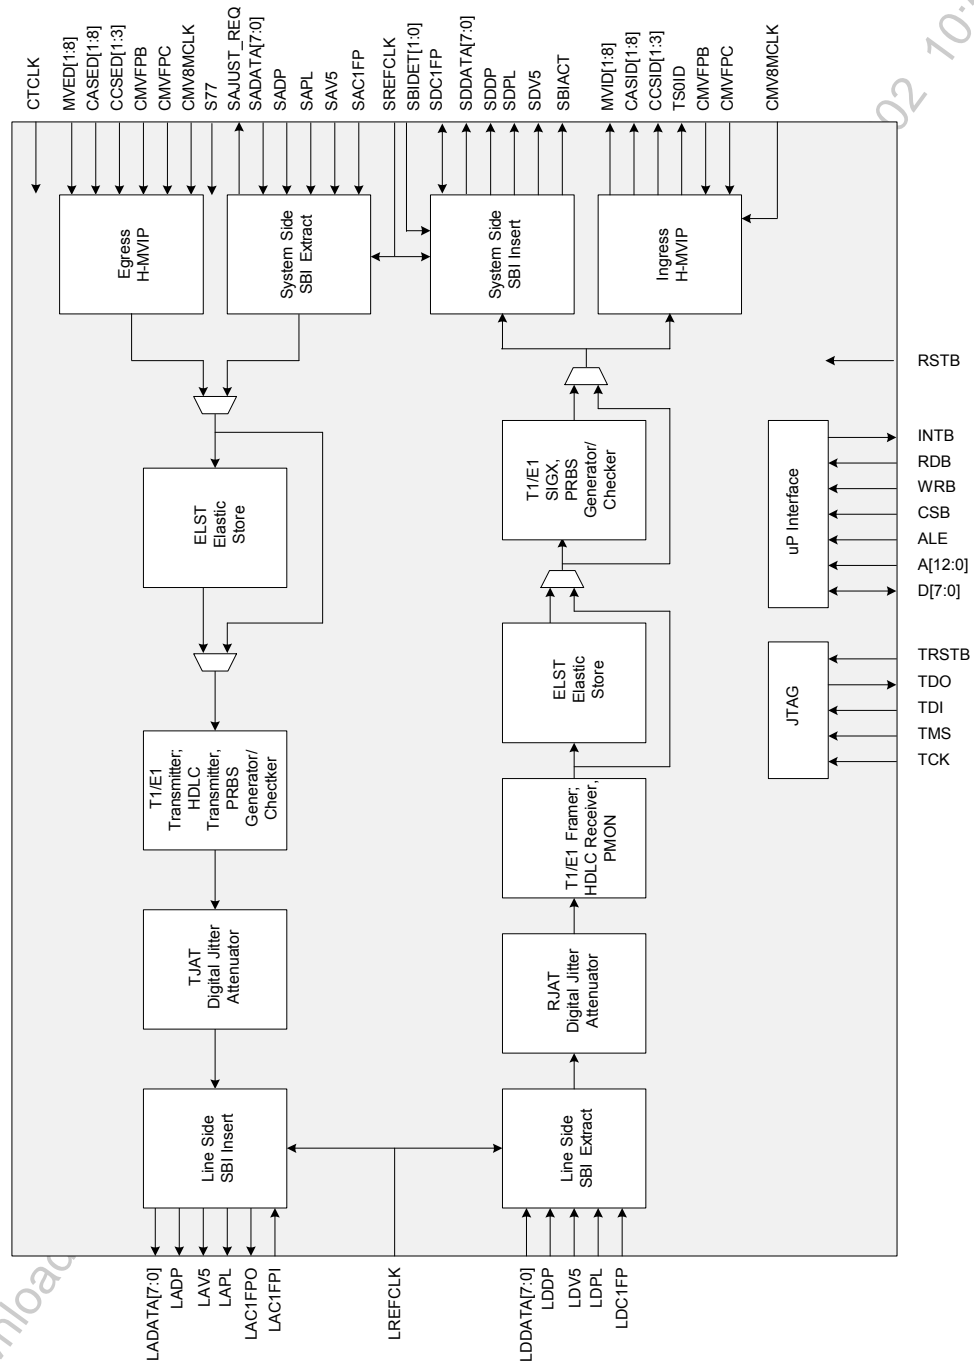 CTCLK
MVED[1:8]
CASED[1:8]
CCSED[1:3]
CMVFPB
CMVFPC
CMV8MCLK
S77
SAJUST_REQ
SADATA[7:0]
SADP
SAPL
SAV5
SAC1FP
SREFCLK
SBIDET[1:0]
SDC1FP
SDDATA[7:0]
SDDP
SDPL
SDV5
SBIACT
MVID[1:8]
CASID[1:8]
CCSID[1:3]
TS0ID
CMVFPB
CMVFPC
CMV8MCLK
02 10:
Egress
H-MVIP
System Side
SBI Extract
System Side
SBI Insert
Ingress
H-MVIP
RSTB
ELST
Elastic
Store
T1/E1
SIGX,
PRBS
Generator/
Checker
uP Interface
INTB
RDB
WRB
CSB
ALE
A[12:0]
D[7:0]
ELST
Elastic
Store
JTAG
TRSTB
TDO
TDI
TMS
TCK
T1/E1
Transmitter;
HDLC
Transmitter,
PRBS
Generator/
Chectker
T1/E1 Framer;
HDLC Receiver,
PMON
TJAT
Digital Jitter
Attenuator
RJAT
Digital Jitter
Attenuator
Line Side
SBI Insert
Line Side
SBI Extract
LADATA[7:0]
LADP
LAV5
LAPL
LAC1FPO
LAC1FPI
LREFCLK
LDDATA[7:0]
LDDP
LDV5
LDPL
LDC1FP